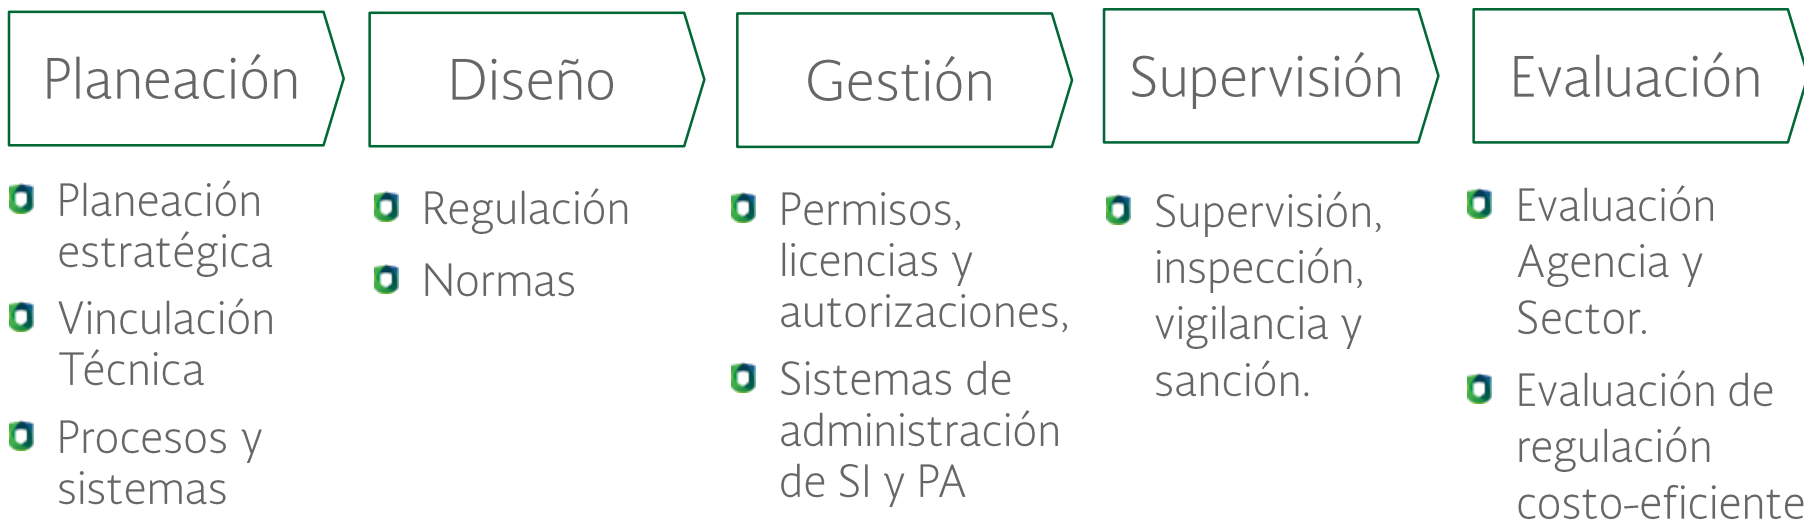 Planeación
Diseño
Gestión
Supervisión
Evaluación
Planeación
estratégica
Vinculación
Técnica
Procesos y
sistemas
Regulación
Normas
Permisos,
licencias y
autorizaciones,
Sistemas de
administración
de SI y PA
Supervisión,
inspección,
vigilancia y
sanción.
Evaluación
Agencia y
Sector.
Evaluación de
regulación
costo-eficiente